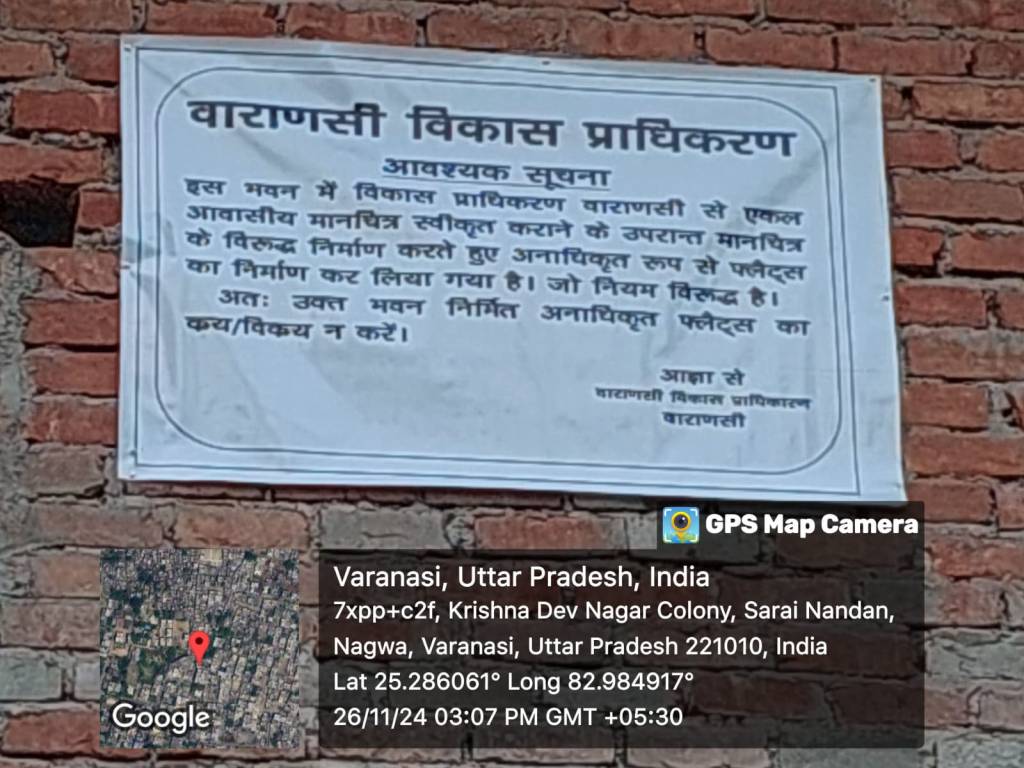 वाराणसी विकास प्राधिकरण
आवश्यक सूचना
इस भवन में विकास प्राधिकरण वाराणसी से एकल
आवासीय मानचित्र स्वीकृत कराने के उपरान्त मानचित्र
के विरूद्ध निर्माण करते हुए अनाधिकृत रूप से फ्लैट्स
का निर्माण कर लिया गया है। जो नियम विरूद्ध है।
अतः उक्त भवन निर्मित अनाधिकृत फ्लैट्स का
कय/विकय न करें।
आज्ञा से
वाराणसी विकास प्राधिकरन
वाराणसी
GPS Map Camera
Varanasi, Uttar Pradesh, India
7xpp+c2f, Krishna Dev Nagar Colony, Sarai Nandan,
Nagwa, Varanasi, Uttar Pradesh 221010, India
Lat 25.286061° Long 82.984917°
26/11/24 03:07 PM GMT +05:30
Google